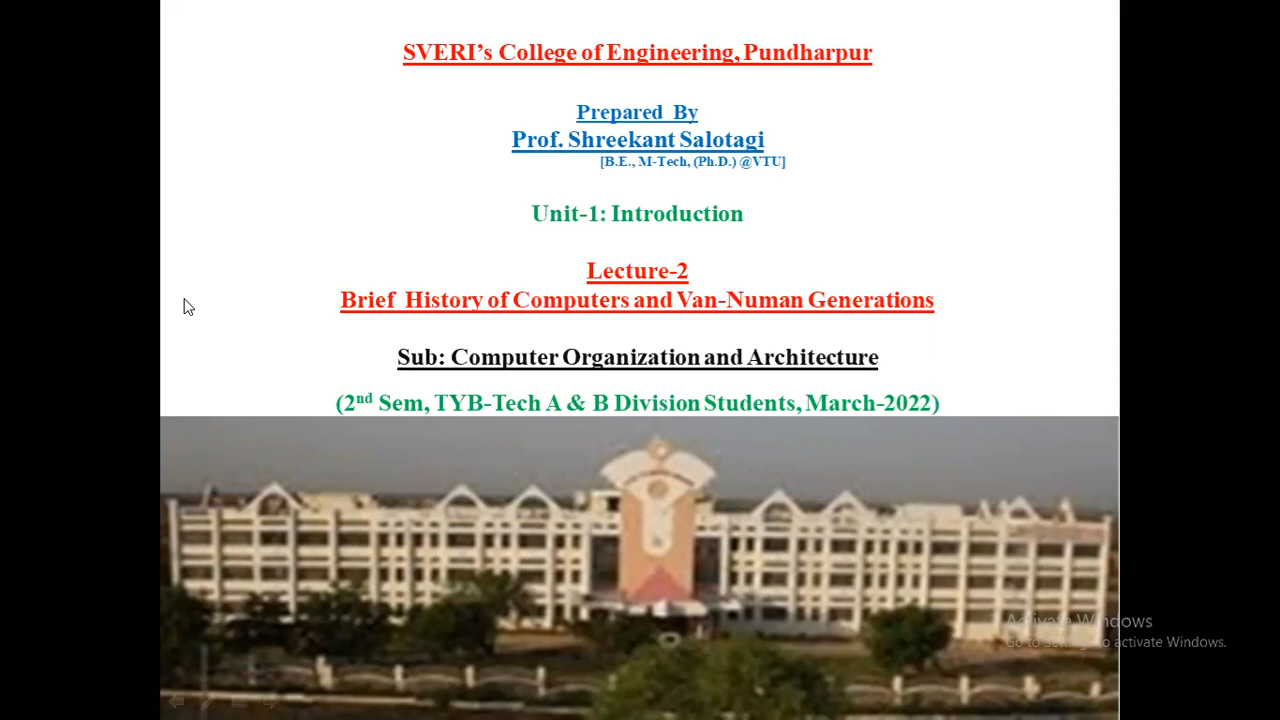 SVERI’s College of Engineering, Pundharpur
Prepared By
Prof. Shreekant Salotagi
[B.E., M-Tech, (Ph.D.) @VTU]
Unit-1: Introduction
Lecture-2
Brief History of Computers and Van-Numan Generations
Sub: Computer Organization and Architecture
(2nd Sem, TYB-Tech A & B Division Students, March-2022)
Activate Windows
Go to Settings to activate Windows.